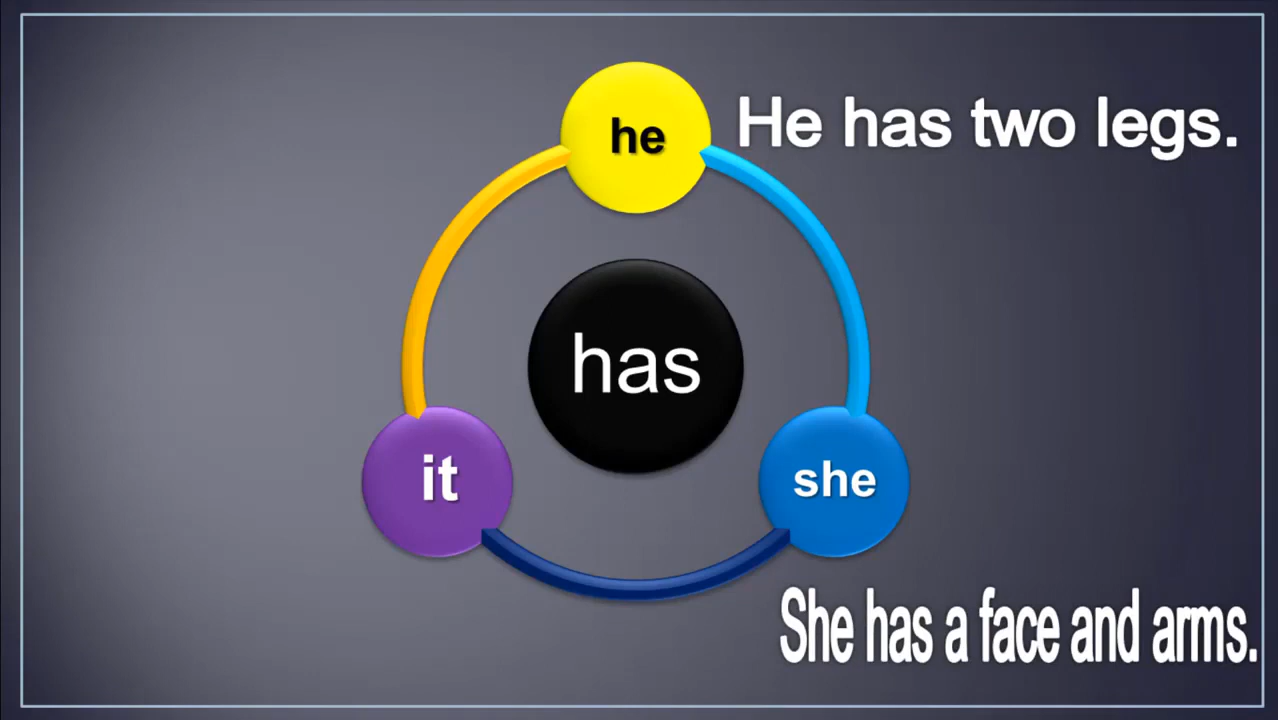 he
He has two legs.
has
it
she
She has a face and arms.